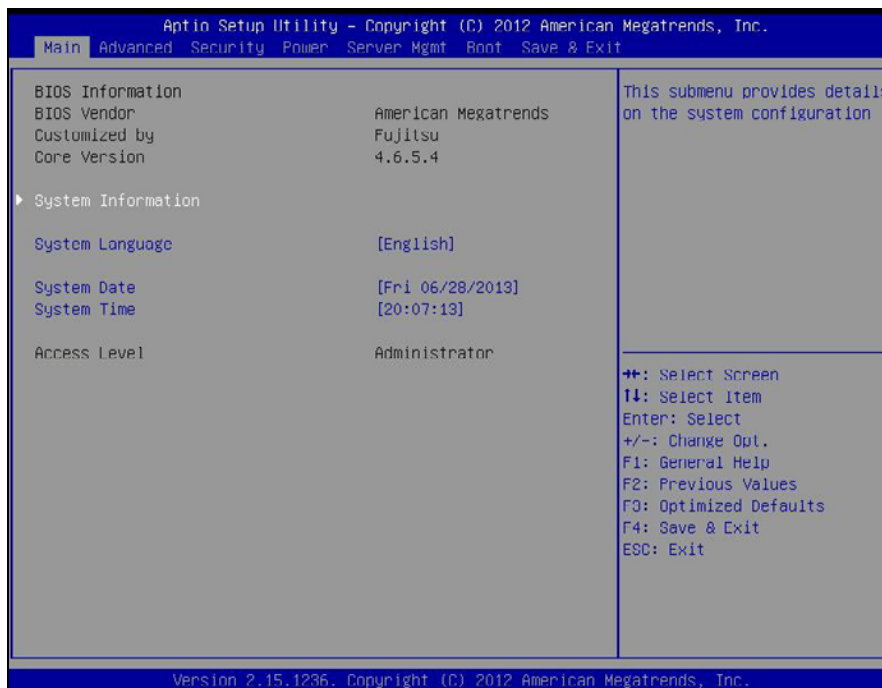 Aptio Setup Utility - Copyright (C) 2012 American Megatrends, Inc.
Main Advanced Security Power Server Mgmt Boot Save & Exit
BIOS Information
BIOS Vendor American Megatrends
Customized by Fujitsu
Core Version 4.6.5.4
System Information
System Language [English]
System Date [Fri 06/28/2013]
System Time [20:07:13]
Access Level Administrator
This submenu provides details
on the system configuration
→←: Select Screen
↑↓: Select Item
Enter: Select
+/-: Change Opt.
F1: General Help
F2: Previous Values
F3: Optimized Defaults
F4: Save & Exit
ESC: Exit
Version 2.15.1236. Copyright (C) 2012 American Megatrends, Inc.